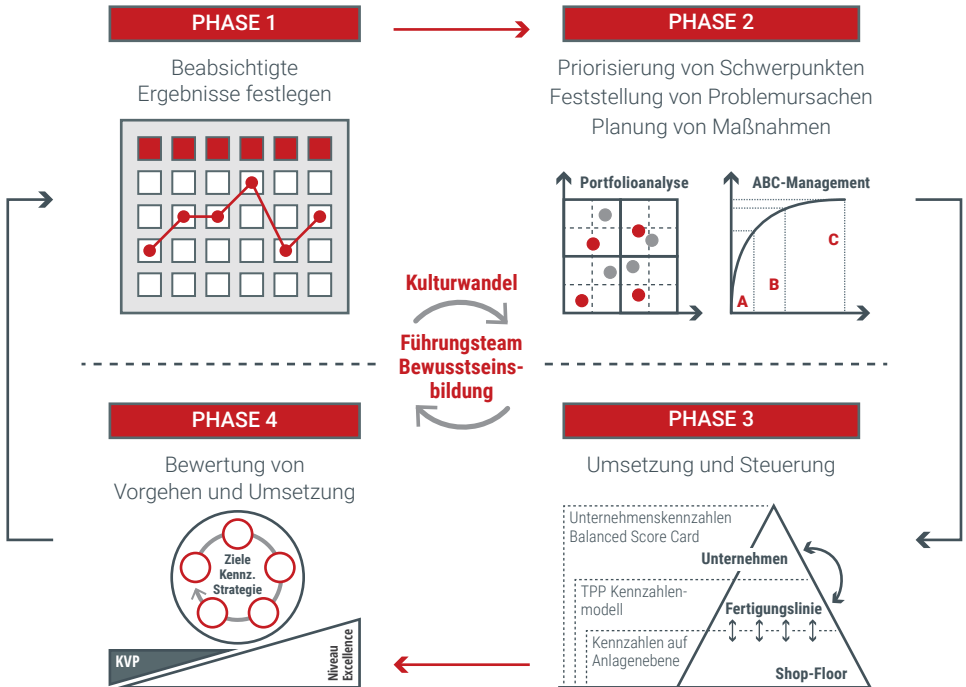 PHASE 1
Beabsichtigte
Ergebnisse festlegen
PHASE 2
Priorisierung von Schwerpunkten
Feststellung von Problemursachen
Planung von Maßnahmen
Portfolioanalyse
ABC-Management
A
B
C
Kulturwandel
Führungsteam
Bewusstseins-
bildung
PHASE 4
Bewertung von
Vorgehen und Umsetzung
Ziele
Kennz.
Strategie
KVP
Niveau
Excellence
PHASE 3
Umsetzung und Steuerung
Unternehmenskennzahlen
Balanced Score Card
Unternehmen
TPP Kennzahlen-
modell
Fertigungslinie
Kennzahlen auf
Anlagenebene
Shop-Floor